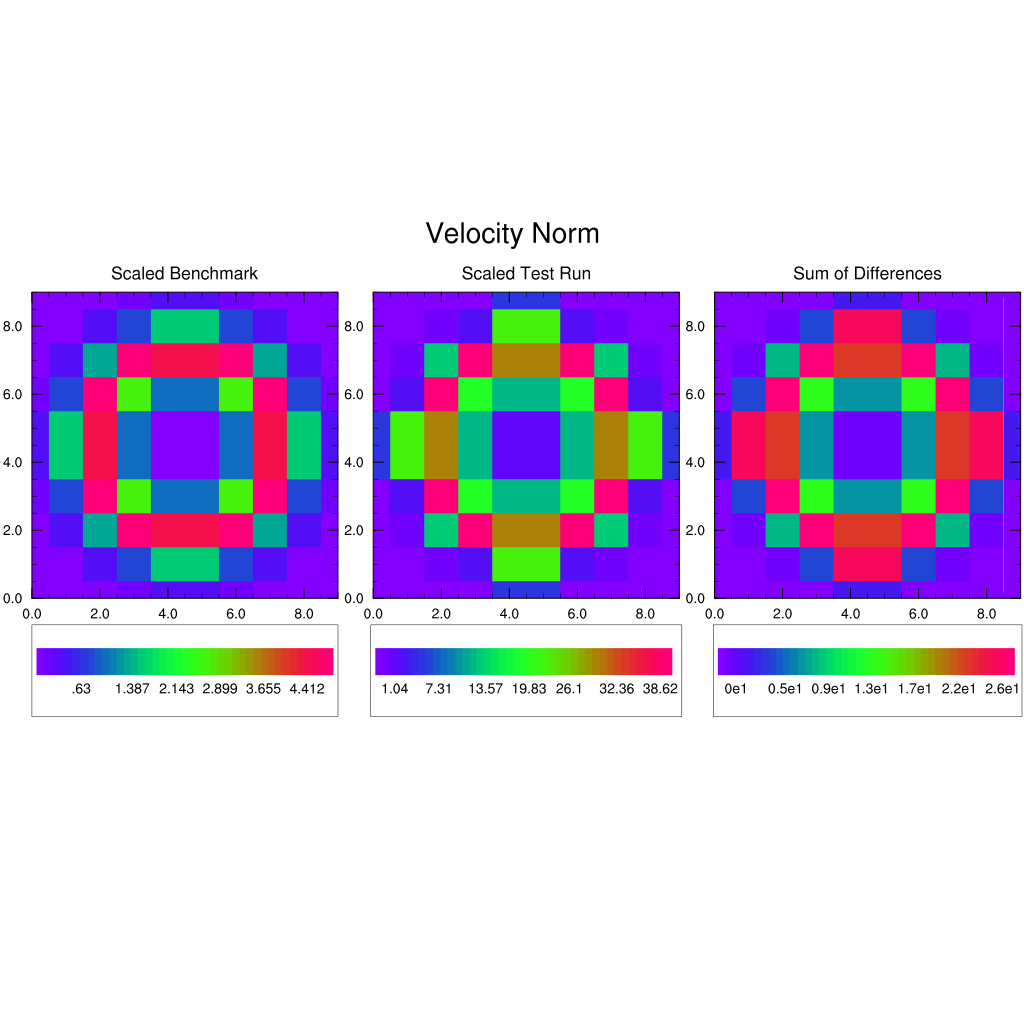 Velocity Norm
Scaled Benchmark
Scaled Test Run
Sum of Differences
8.0
6.0
4.0
2.0
0.0
0.0 2.0 4.0 6.0 8.0
8.0
6.0
4.0
2.0
0.0
0.0 2.0 4.0 6.0 8.0
8.0
6.0
4.0
2.0
0.0
0.0 2.0 4.0 6.0 8.0
.63 1.387 2.143 2.899 3.655 4.412
1.04 7.31 13.57 19.83 26.1 32.36 38.62
0e1 0.5e1 0.9e1 1.3e1 1.7e1 2.2e1 2.6e1